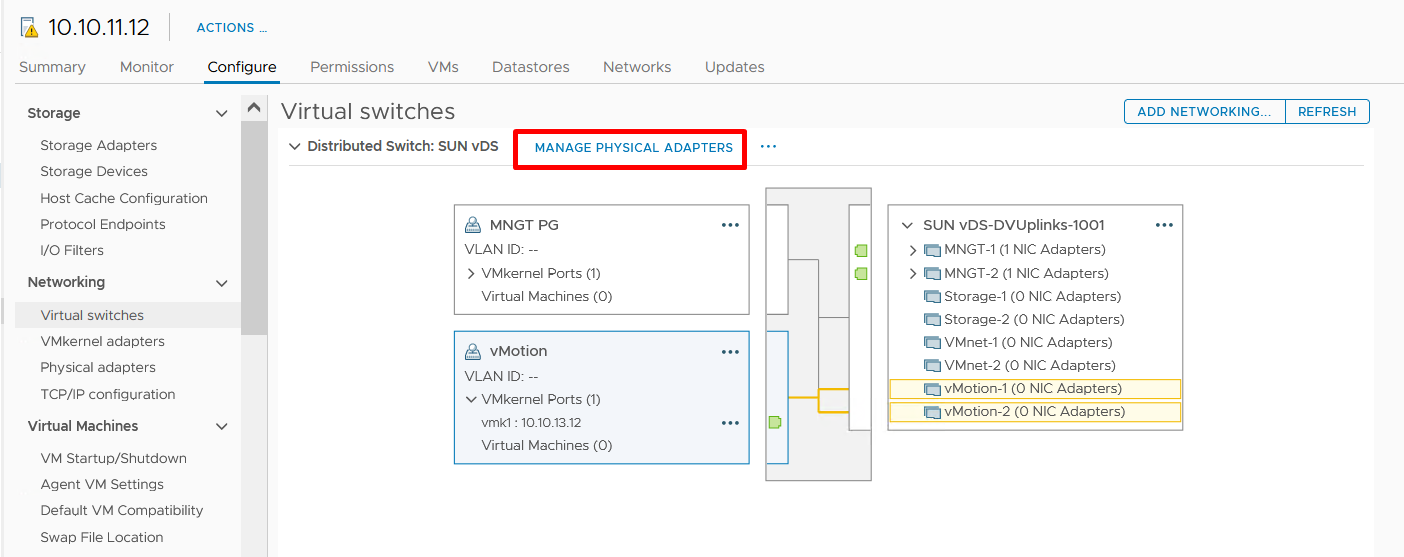 10.10.11.12 ACTIONS ...
Summary Monitor Configure Permissions VMs Datastores Networks Updates
Storage
Storage Adapters
Storage Devices
Host Cache Configuration
Protocol Endpoints
I/O Filters
Networking
Virtual switches
VMkernel adapters
Physical adapters
TCP/IP configuration
Virtual Machines
VM Startup/Shutdown
Agent VM Settings
Default VM Compatibility
Swap File Location
Virtual switches
ADD NETWORKING... REFRESH
Distributed Switch: SUN vDS MANAGE PHYSICAL ADAPTERS ...
MNGT PG ...
VLAN ID: --
VMkernel Ports (1)
Virtual Machines (0)
vMotion ...
VLAN ID: --
VMkernel Ports (1)
vmk1 : 10.10.13.12 ...
Virtual Machines (0)
SUN vDS-DVUplinks-1001 ...
MNGT-1 (1 NIC Adapters)
MNGT-2 (1 NIC Adapters)
Storage-1 (0 NIC Adapters)
Storage-2 (0 NIC Adapters)
VMnet-1 (0 NIC Adapters)
VMnet-2 (0 NIC Adapters)
vMotion-1 (0 NIC Adapters)
vMotion-2 (0 NIC Adapters)